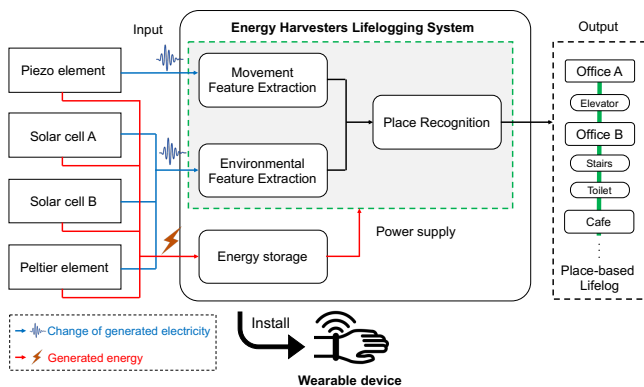 Input
Energy Harvesters Lifelogging System
Output
Piezo element
Solar cell A
Solar cell B
Peltier element
Movement
Feature Extraction
Environmental
Feature Extraction
Place Recognition
Energy storage
Power supply
Office A
Elevator
Office B
Stairs
Toilet
Cafe
Place-based
Lifelog
Change of generated electricity
Generated energy
Install
Wearable device